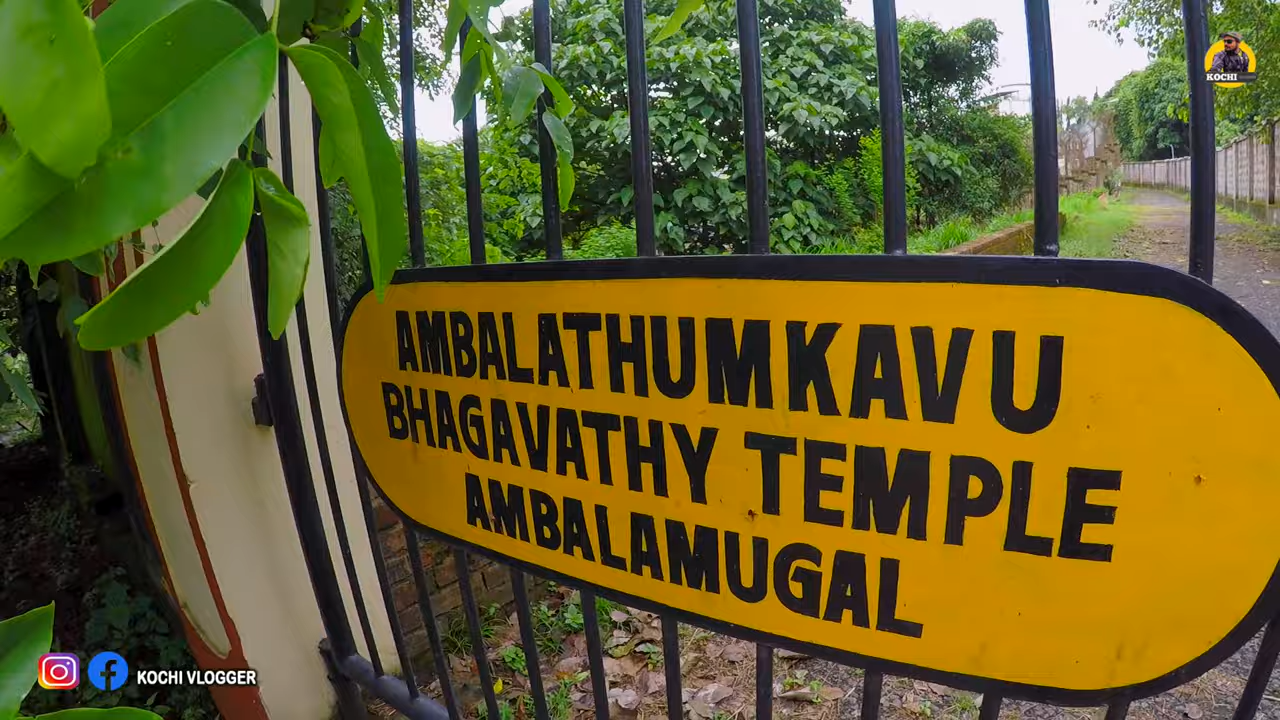 KOCHI
AMBALATHUMKAVU
BHAGAVATHY TEMPLE
AMBALAMUGAL
KOCHI VLOGGER